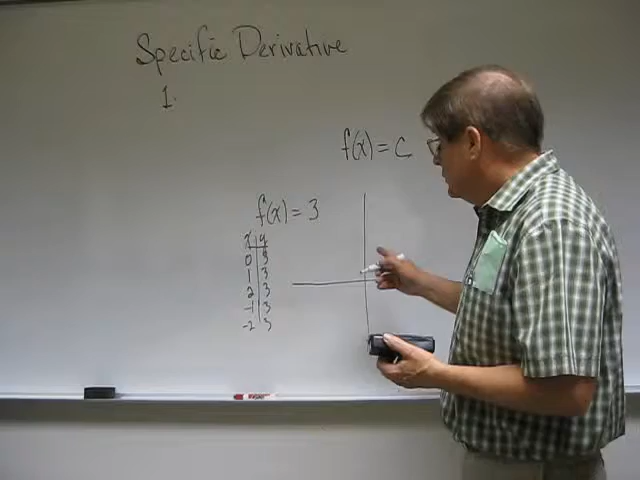 Specific Derivative
1.
f(x) = C
f(x) = 3
x y
0 3
1 3
2 3
-1 3
-2 3